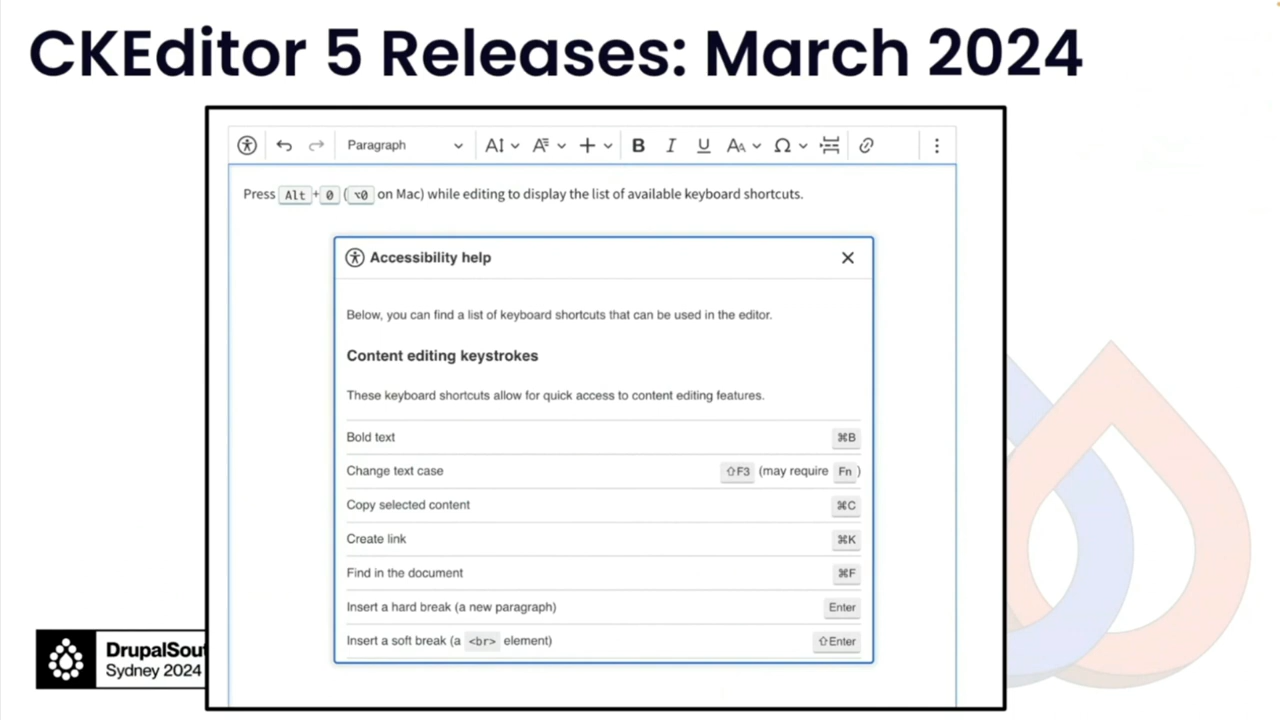 CKEditor 5 Releases: March 2024
Paragraph
B I U
Press Alt+0 (⌥0 on Mac) while editing to display the list of available keyboard shortcuts.
Accessibility help
Below, you can find a list of keyboard shortcuts that can be used in the editor.
Content editing keystrokes
These keyboard shortcuts allow for quick access to content editing features.
Bold text ⌘B
Change text case ⇧F3 (may require Fn)
Copy selected content ⌘C
Create link ⌘K
Find in the document ⌘F
Insert a hard break (a new paragraph) Enter
Insert a soft break (a <br> element) ⇧Enter
DrupalSou
Sydney 2024